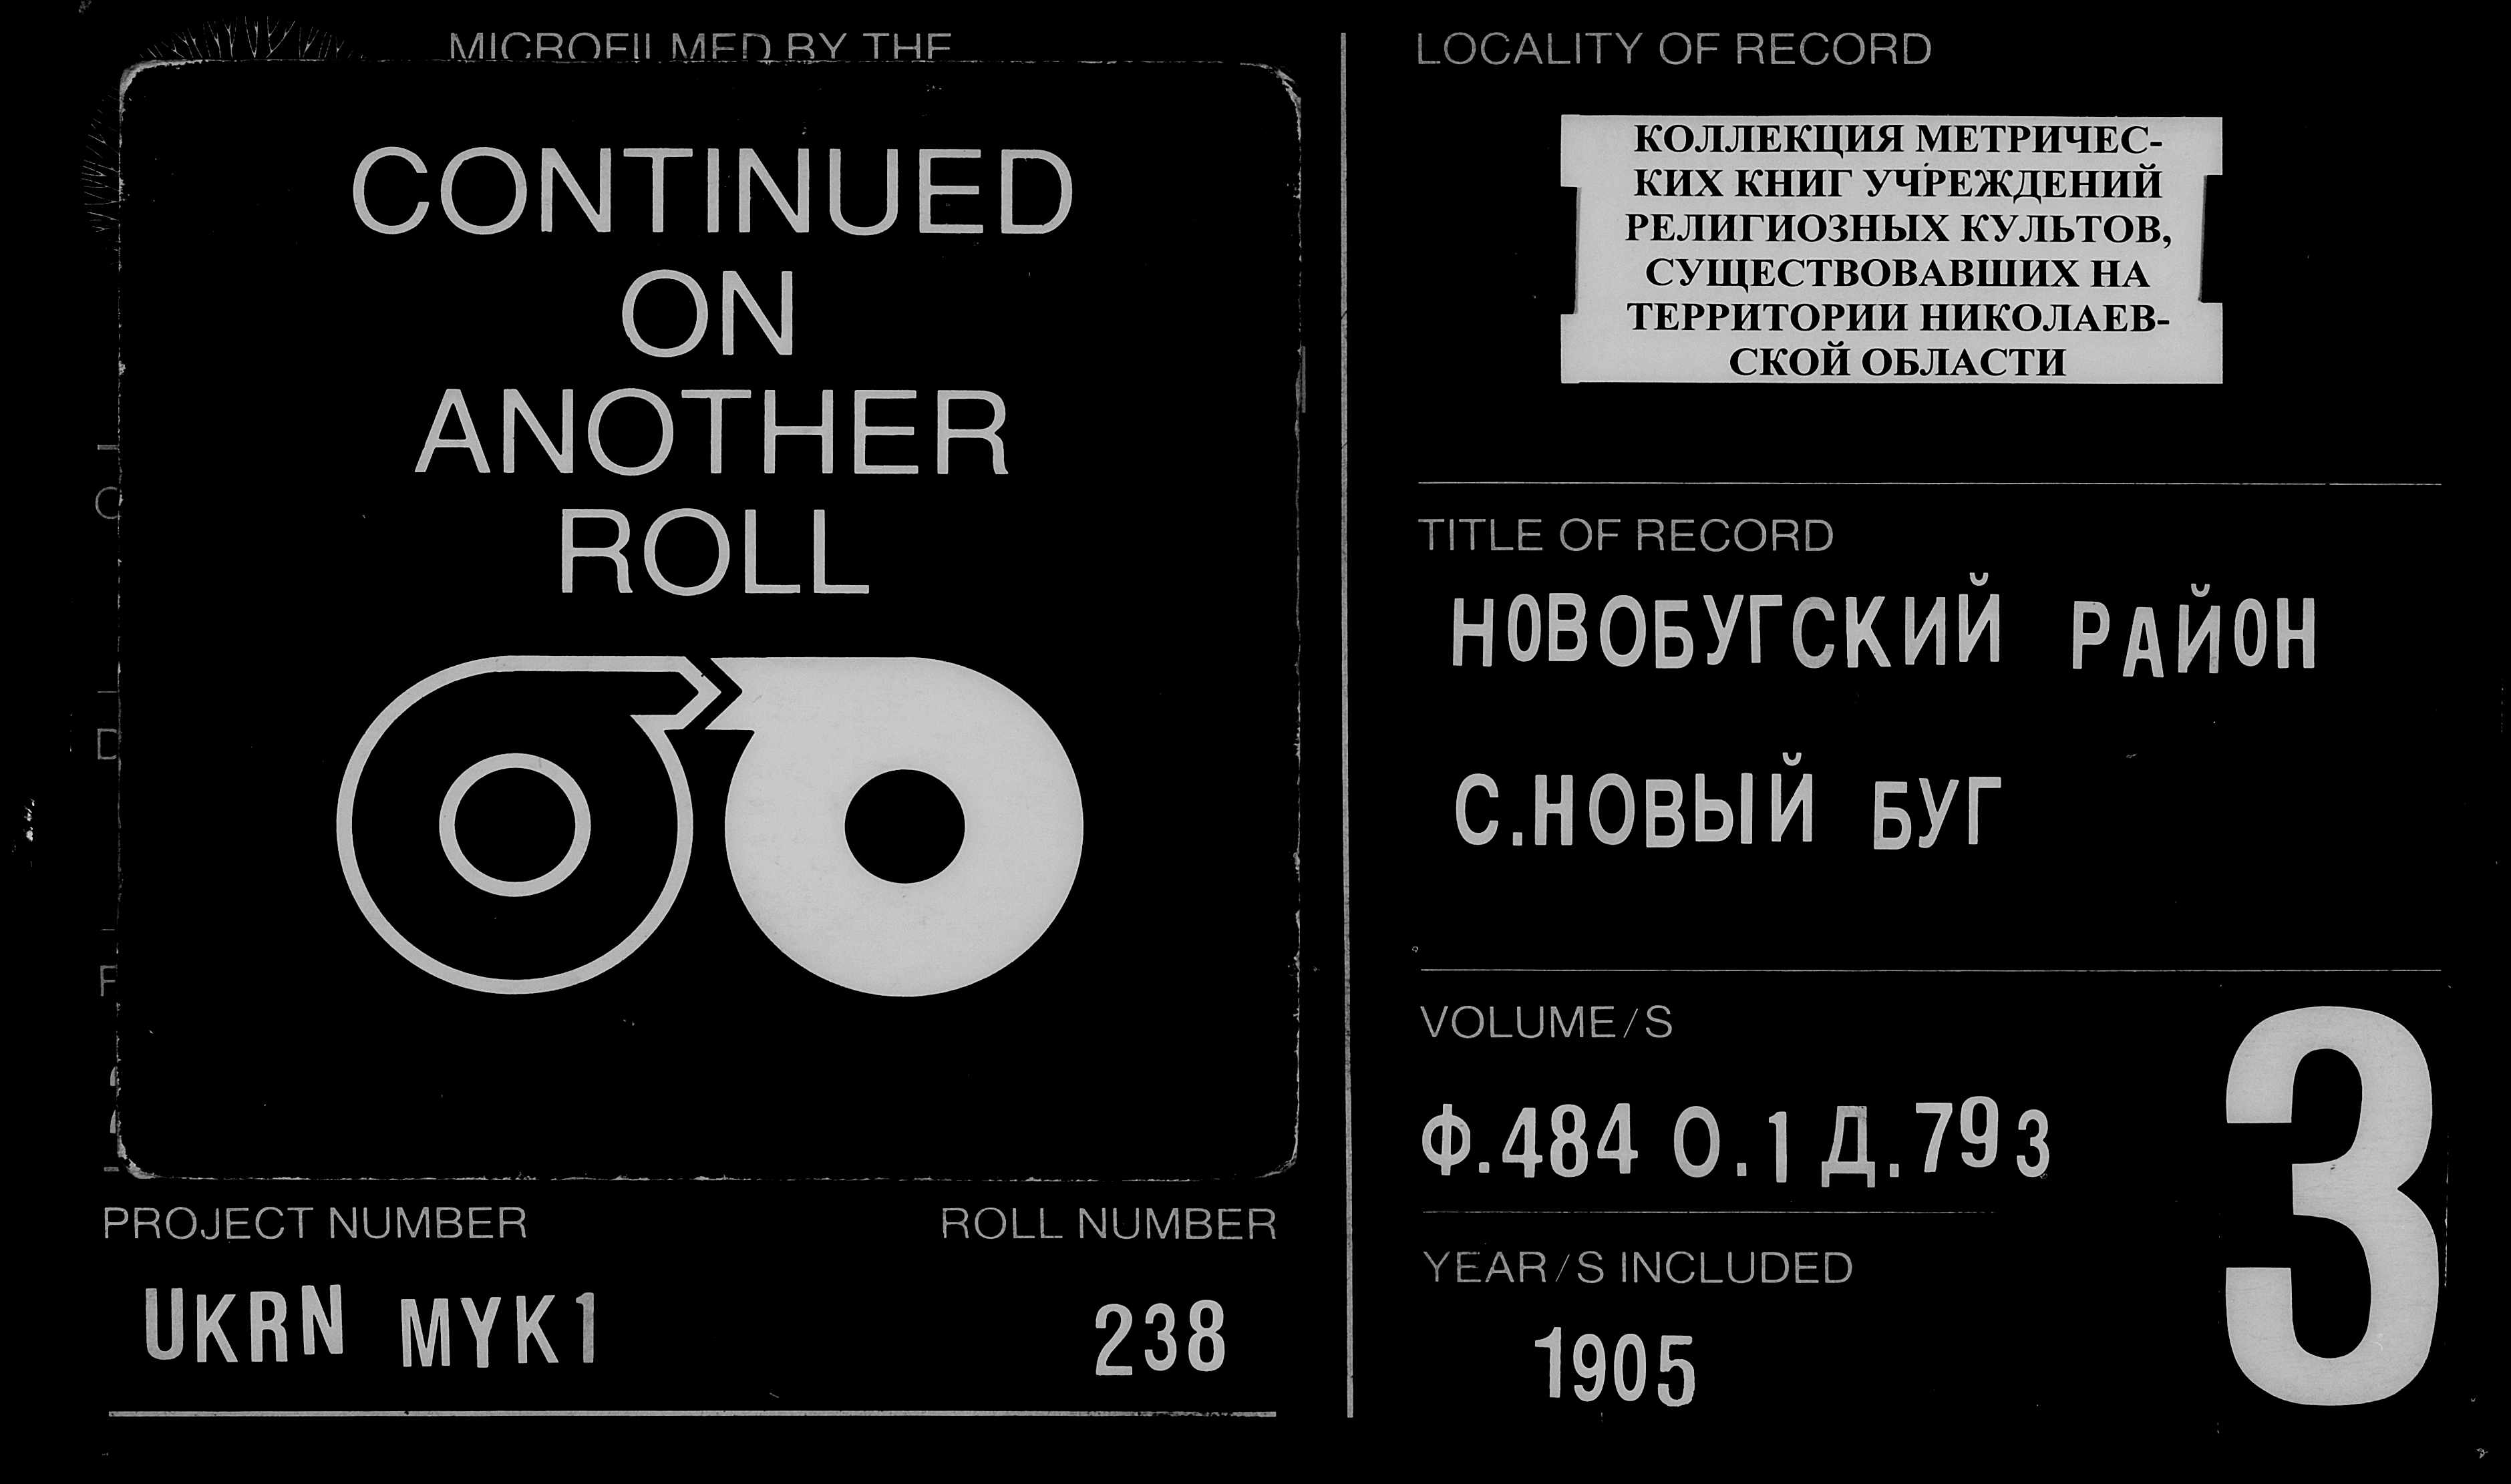 MICROFILMED BY THE
CONTINUED
ON
ANOTHER
ROLL
PROJECT NUMBER
UKRN MYK1
ROLL NUMBER
238
LOCALITY OF RECORD
КОЛЛЕКЦИЯ МЕТРИЧЕС-
КИХ КНИГ УЧРЕЖДЕНИЙ
РЕЛИГИОЗНЫХ КУЛЬТОВ,
СУЩЕСТВОВАВШИХ НА
ТЕРРИТОРИИ НИКОЛАЕВ-
СКОЙ ОБЛАСТИ
TITLE OF RECORD
НОВОБУГСКИЙ РАЙОН
С.НОВЫЙ БУГ
VOLUME/S
Ф.484 О.1 Д.793
YEAR/S INCLUDED
1905
3